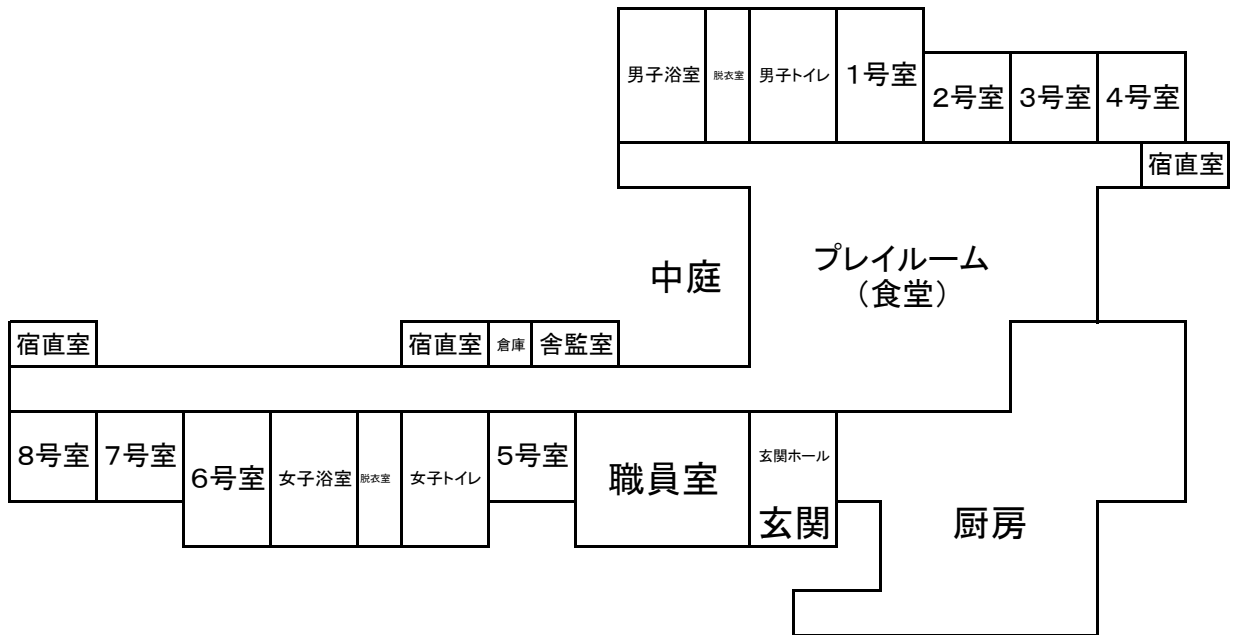 男子浴室
脱衣室
男子トイレ
1号室
2号室
3号室
4号室
宿直室
プレイルーム
（食堂）
中庭
宿直室
宿直室
倉庫
舎監室
8号室
7号室
6号室
女子浴室
脱衣室
女子トイレ
5号室
職員室
玄関ホール
玄関
厨房